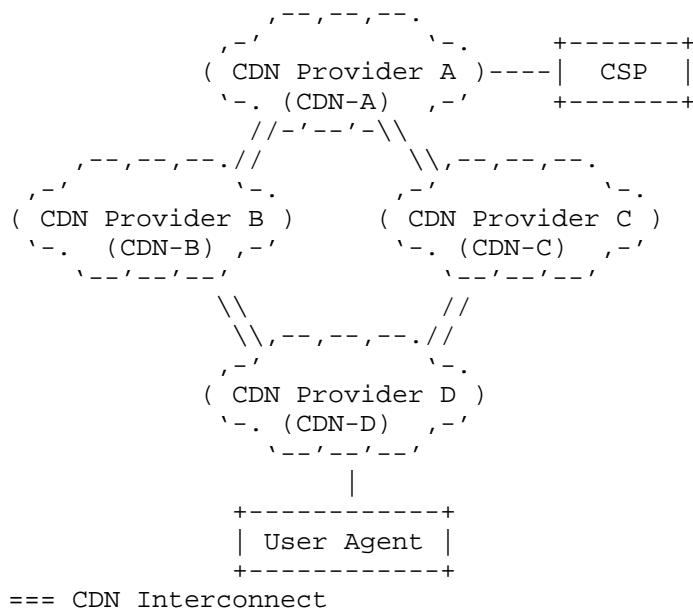 ,--,--,--.
,-' `-. +-------+
( CDN Provider A )----| CSP |
`-. (CDN-A) ,-' +-------+
//-'--'-\\
,--,--,--.// \\,--,--,--.
,-' `-. ,-' `-.
( CDN Provider B ) ( CDN Provider C )
`-. (CDN-B) ,-' `-. (CDN-C) ,-'
`--'--'--' `--'--'--'
\\ //
\\,--,--,--.//
,-' `-.
( CDN Provider D )
`-. (CDN-D) ,-'
`--'--'--'
|
+------------+
| User Agent |
+------------+
=== CDN Interconnect